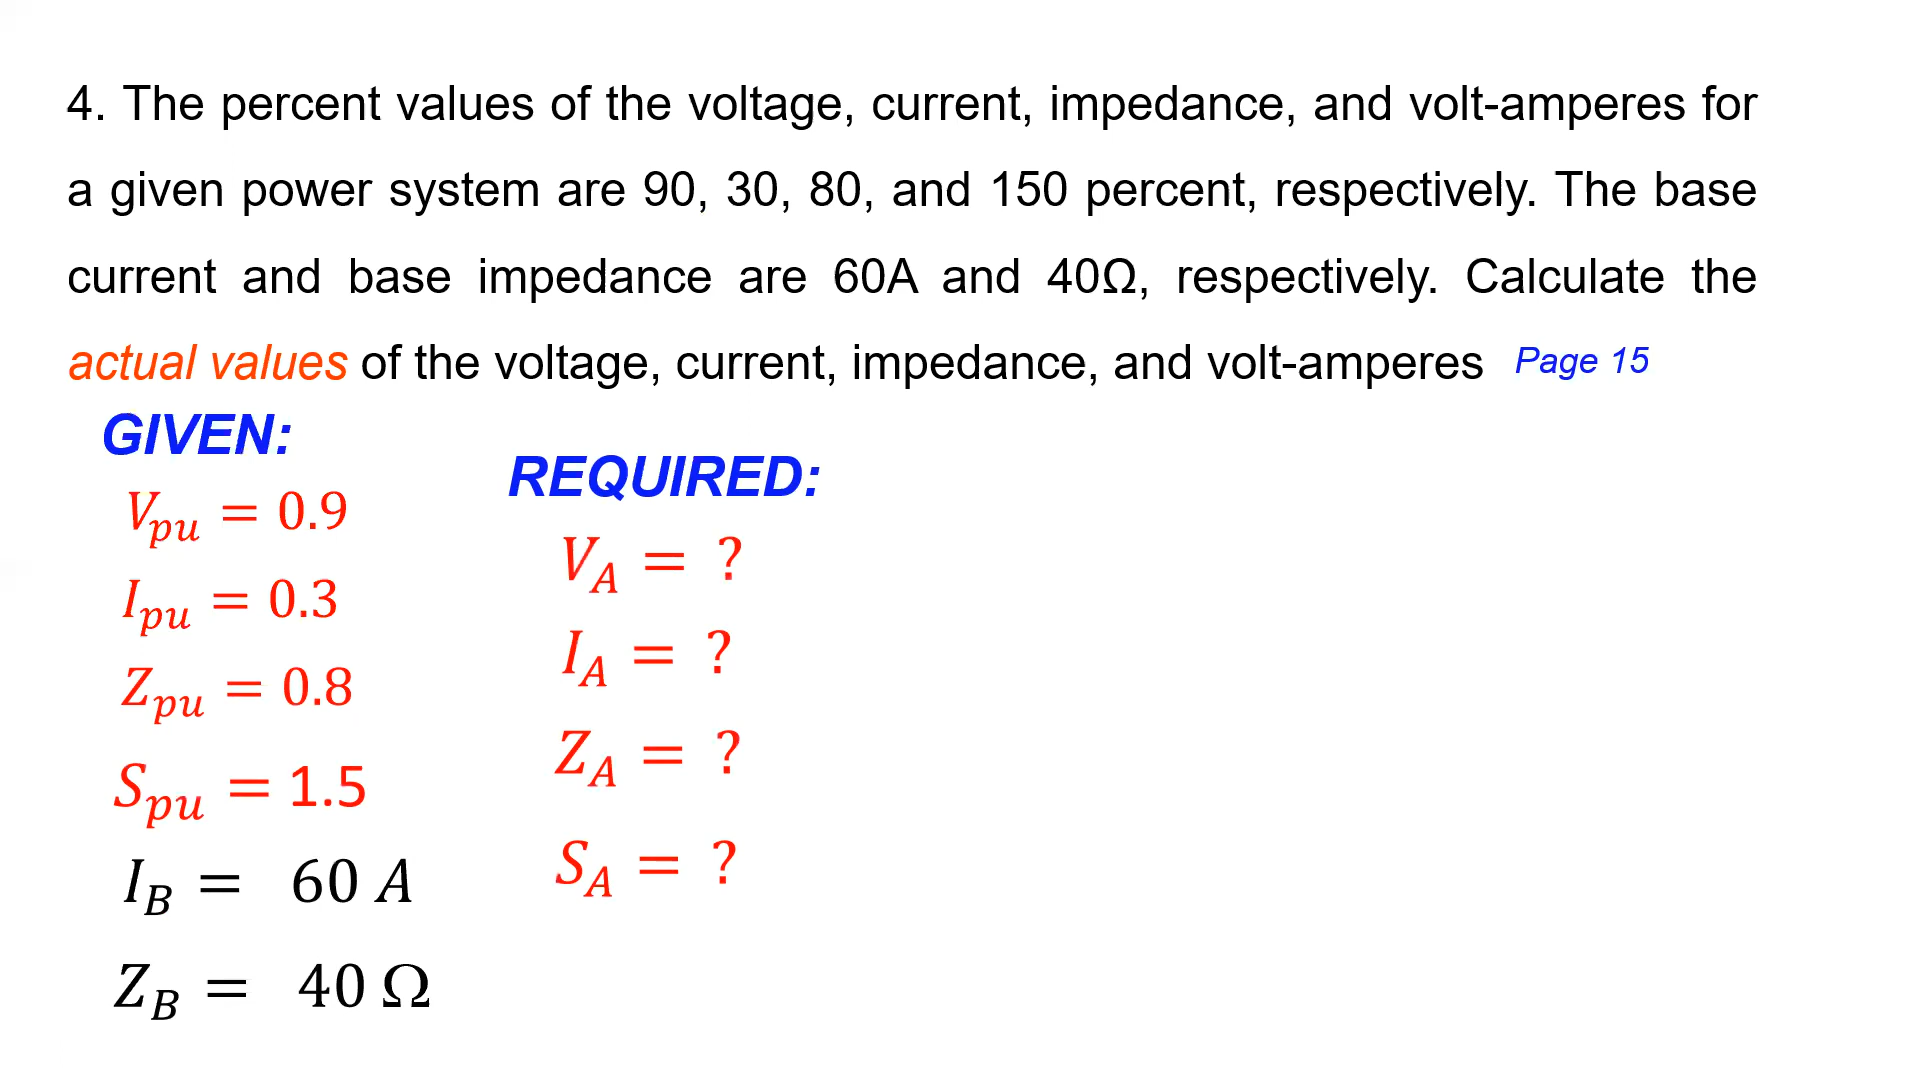 4. The percent values of the voltage, current, impedance, and volt-amperes for
a given power system are 90, 30, 80, and 150 percent, respectively. The base
current and base impedance are 60A and 40Ω, respectively. Calculate the
actual values of the voltage, current, impedance, and volt-amperes Page 15
GIVEN:
V_pu = 0.9
I_pu = 0.3
Z_pu = 0.8
S_pu = 1.5
I_B = 60 A
Z_B = 40 Ω
REQUIRED:
V_A = ?
I_A = ?
Z_A = ?
S_A = ?